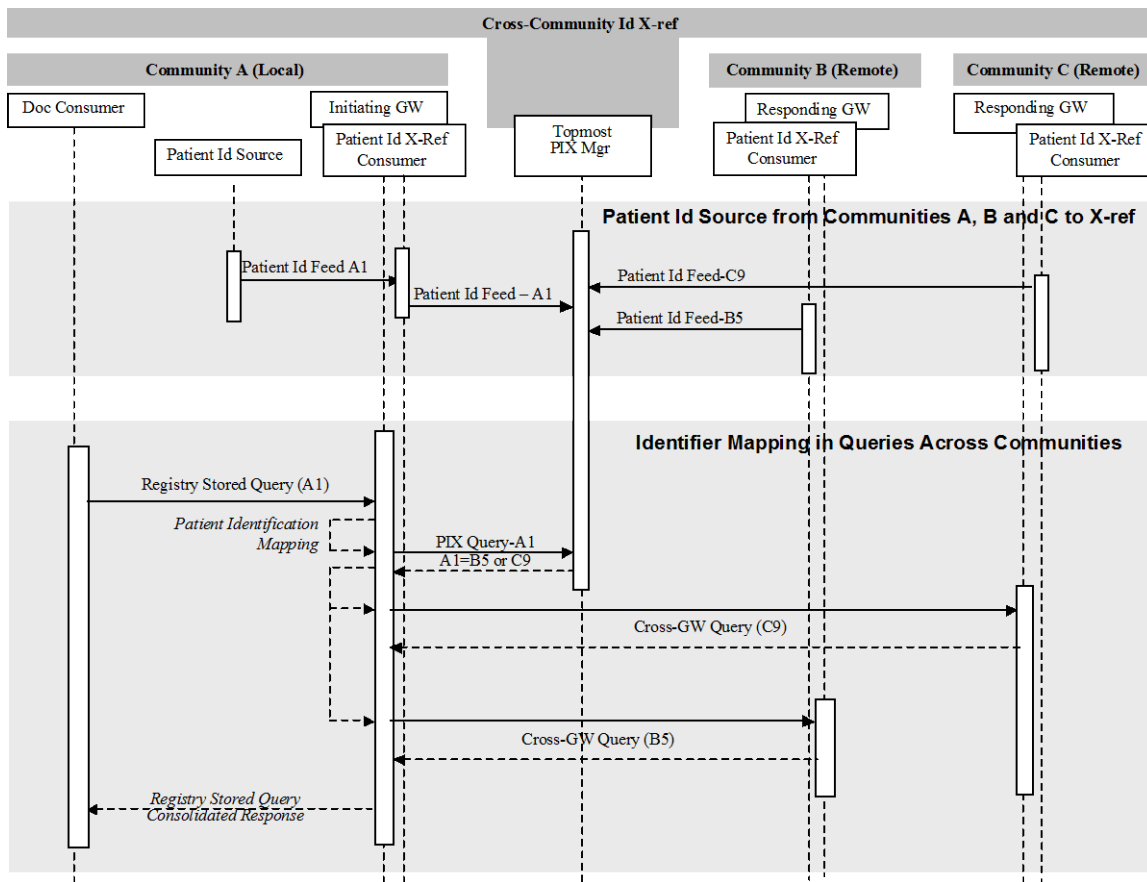 Cross-Community Id X-ref
Community A (Local)
Community B (Remote)
Community C (Remote)
Doc Consumer
Initiating GW
Responding GW
Responding GW
Patient Id Source
Patient Id X-Ref
Consumer
Topmost
PIX Mgr
Patient Id X-Ref
Consumer
Patient Id X-Ref
Consumer
Patient Id Source from Communities A, B and C to X-ref
Patient Id Feed A1
Patient Id Feed-C9
Patient Id Feed – A1
Patient Id Feed-B5
Identifier Mapping in Queries Across Communities
Registry Stored Query (A1)
Patient Identification
Mapping
PIX Query-A1
A1=B5 or C9
Cross-GW Query (C9)
Cross-GW Query (B5)
Registry Stored Query
Consolidated Response